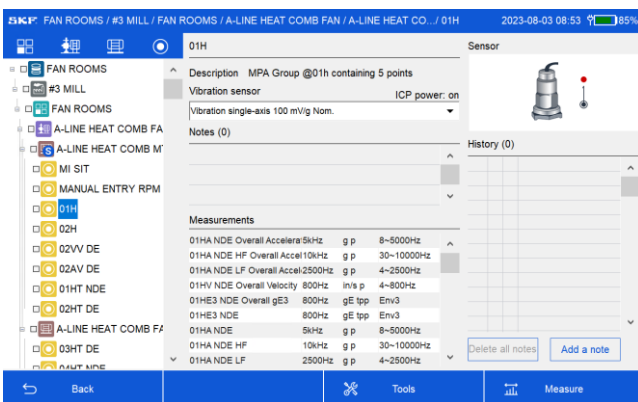 SKF FAN ROOMS / #3 MILL / FAN ROOMS / A-LINE HEAT COMB FAN / A-LINE HEAT CO.../ 01H 2023-08-03 08:53 85%
FAN ROOMS
#3 MILL
FAN ROOMS
A-LINE HEAT COMB FA
A-LINE HEAT COMB M
MI SIT
MANUAL ENTRY RPM
01H
02H
02VV DE
02AV DE
01HT NDE
02HT DE
A-LINE HEAT COMB FA
03HT DE
04HT NDE
01H
Description MPA Group @01h containing 5 points
Vibration sensor ICP power: on
Vibration single-axis 100 mV/g Nom.
Notes (0)
Measurements
01HA NDE Overall Accelera 5kHz g p 8~5000Hz
01HA NDE HF Overall Accel 10kHz g p 30~10000Hz
01HA NDE LF Overall Accel 2500Hz g p 4~2500Hz
01HV NDE Overall Velocity 800Hz in/s p 4~800Hz
01HE3 NDE Overall gE3 800Hz gE tpp Env3
01HE3 NDE 800Hz gE tpp Env3
01HA NDE 5kHz g p 8~5000Hz
01HA NDE HF 10kHz g p 30~10000Hz
01HA NDE LF 2500Hz g p 4~2500Hz
Sensor
History (0)
Delete all notes Add a note
Back Tools Measure